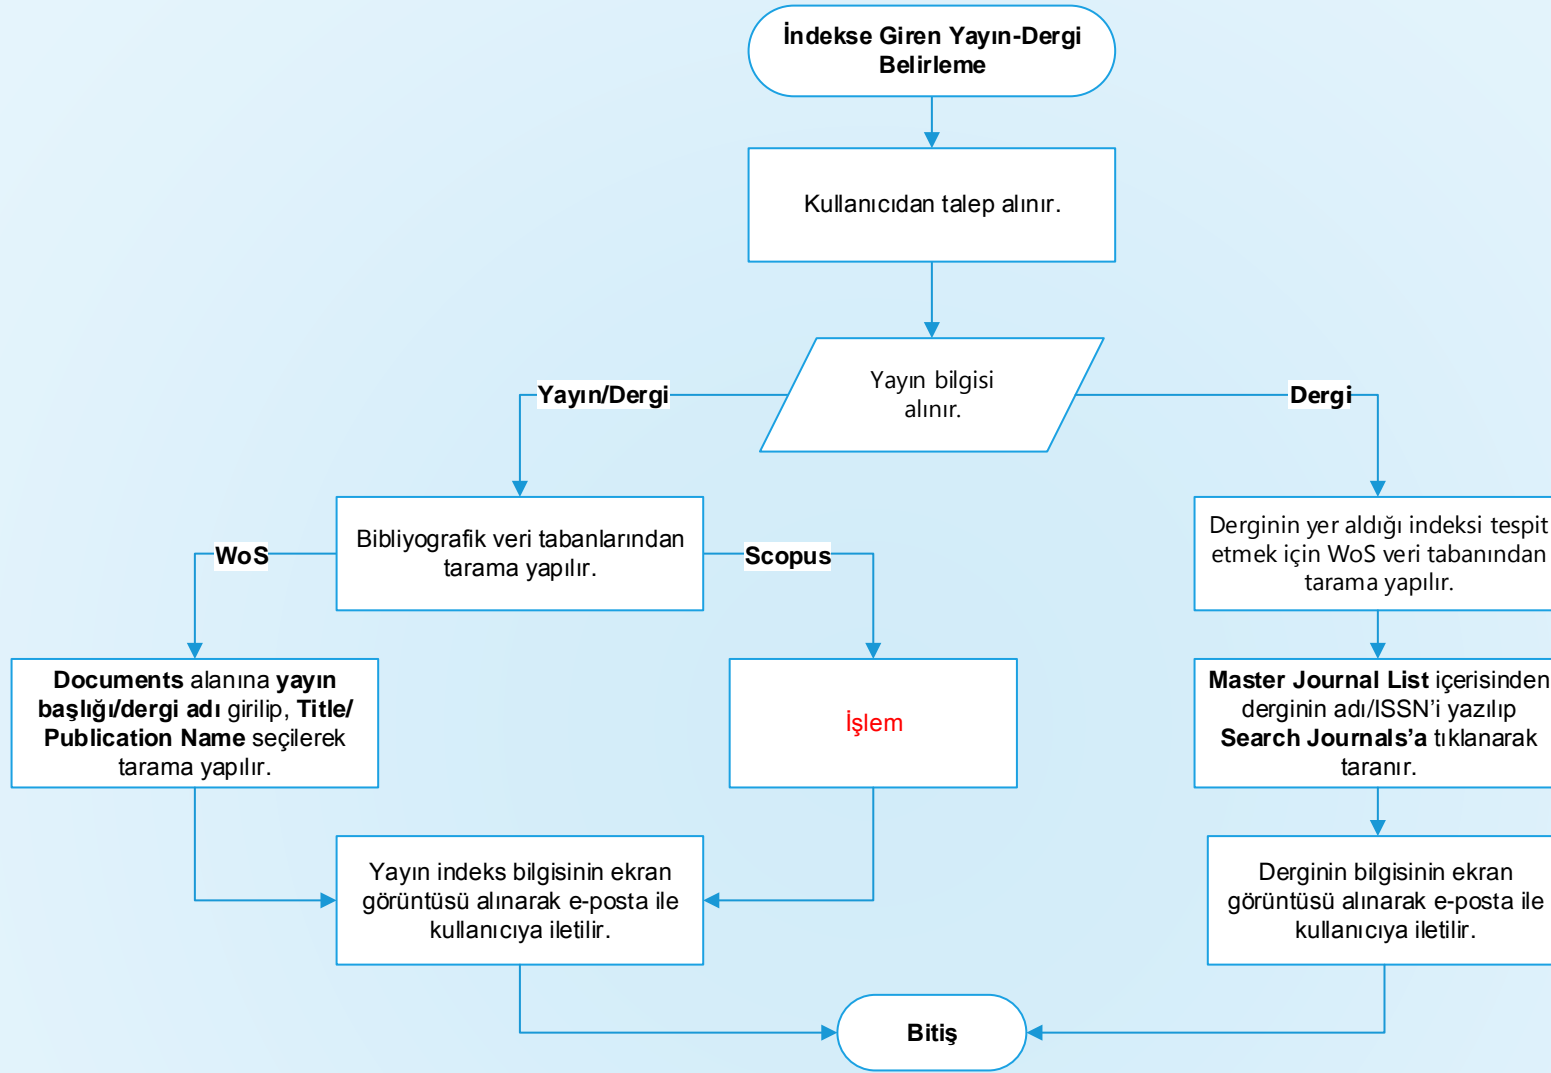 İndekse Giren Yayın-Dergi
Belirleme
Kullanıcıdan talep alınır.
Yayın bilgisi
alınır.
Yayın/Dergi
Dergi
Bibliyografik veri tabanlarından
tarama yapılır.
WoS
Scopus
Derginin yer aldığı indeksi tespit
etmek için WoS veri tabanından
tarama yapılır.
Documents alanına yayın
başlığı/dergi adı girilip, Title/
Publication Name seçilerek
tarama yapılır.
İşlem
Master Journal List içerisinden
derginin adı/ISSN’i yazılıp
Search Journals’a tıklanarak
taranır.
Yayın indeks bilgisinin ekran
görüntüsü alınarak e-posta ile
kullanıcıya iletilir.
Derginin bilgisinin ekran
görüntüsü alınarak e-posta ile
kullanıcıya iletilir.
Bitiş